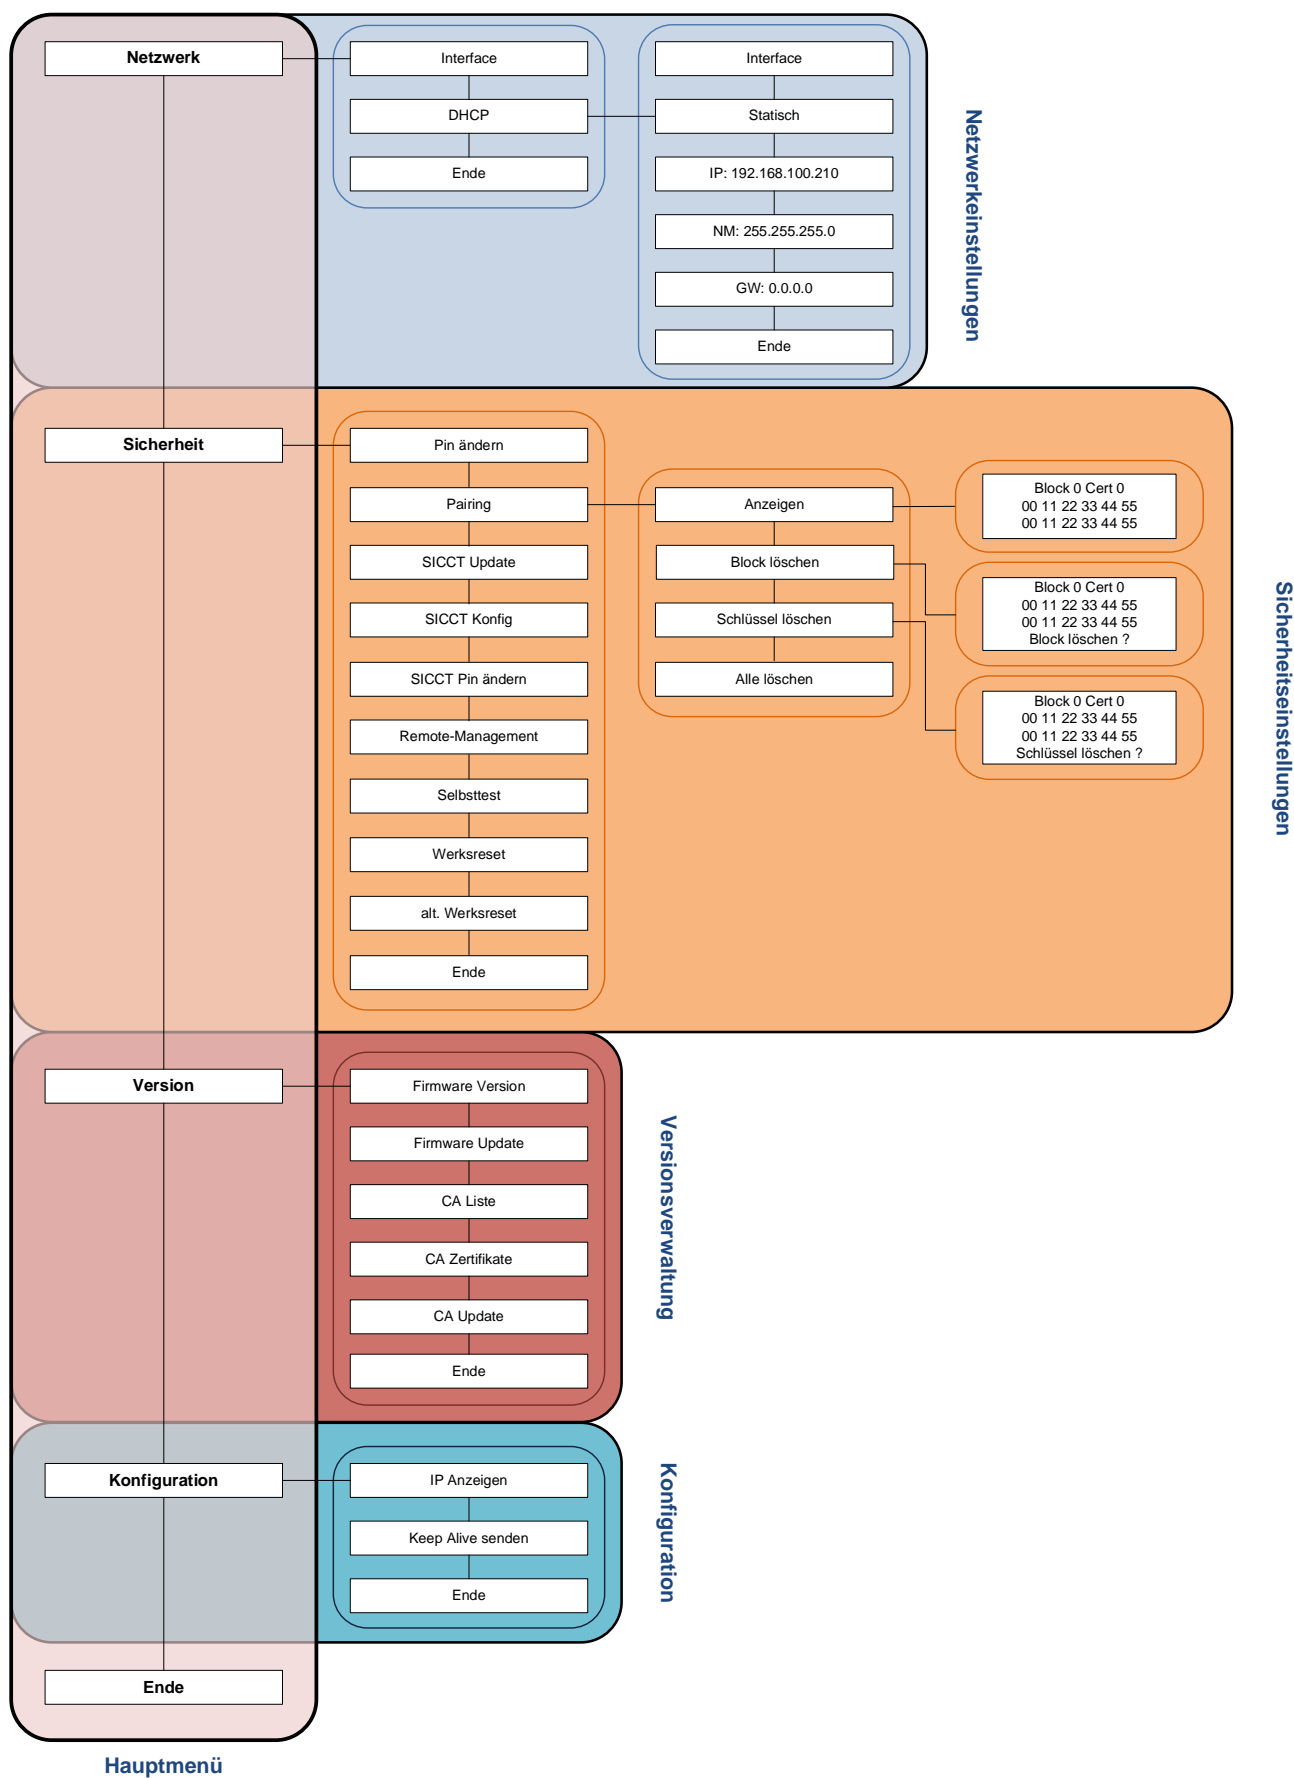 Netzwerk
Interface
DHCP
Ende
Interface
Statisch
IP: 192.168.100.210
NM: 255.255.255.0
GW: 0.0.0.0
Ende
Netzwerkeinstellungen
Sicherheit
Pin ändern
Pairing
SICCT Update
SICCT Konfig
SICCT Pin ändern
Remote-Management
Selbsttest
Werksreset
alt. Werksreset
Ende
Anzeigen
Block löschen
Schlüssel löschen
Alle löschen
Block 0 Cert 0
00 11 22 33 44 55
00 11 22 33 44 55
Block 0 Cert 0
00 11 22 33 44 55
00 11 22 33 44 55
Block löschen ?
Block 0 Cert 0
00 11 22 33 44 55
00 11 22 33 44 55
Schlüssel löschen ?
Sicherheitseinstellungen
Version
Firmware Version
Firmware Update
CA Liste
CA Zertifikate
CA Update
Ende
Versionsverwaltung
Konfiguration
IP Anzeigen
Keep Alive senden
Ende
Konfiguration
Ende
Hauptmenü